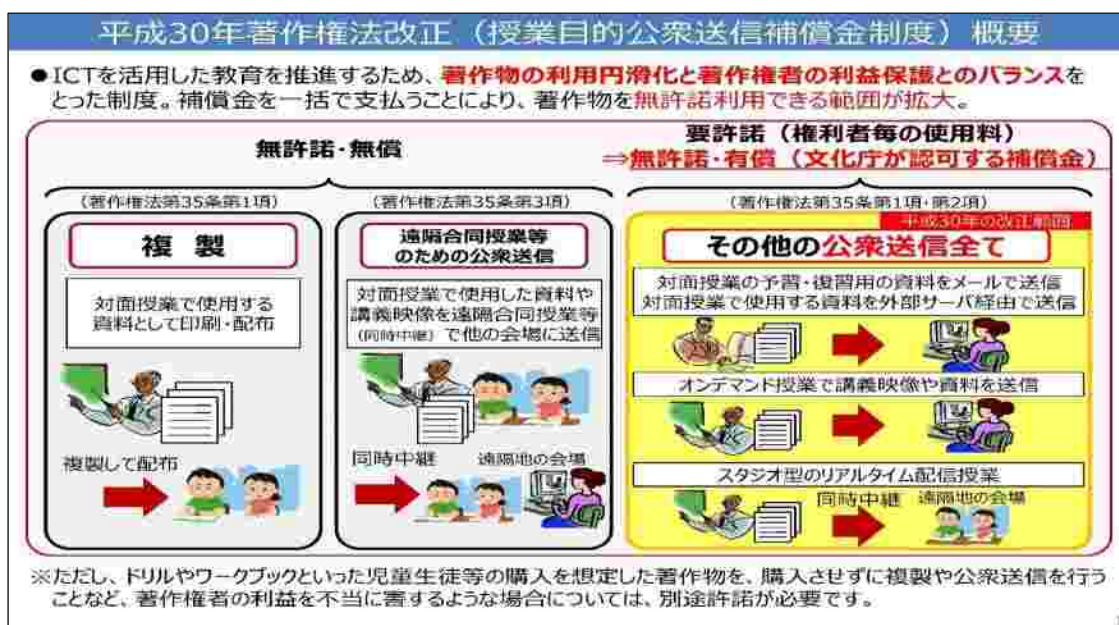 平成30年著作権法改正（授業目的公衆送信補償金制度）概要
●ICTを活用した教育を推進するため、著作物の利用円滑化と著作権者の利益保護とのバランスを
とった制度。補償金を一括で支払うことにより、著作物を無許諾利用できる範囲が拡大。
無許諾・無償
要許諾（権利者毎の使用料）
⇒無許諾・有償（文化庁が認可する補償金）
（著作権法第35条第1項）
複製
対面授業で使用する
資料として印刷・配布
複製して配布
（著作権法第35条第3項）
遠隔合同授業等
のための公衆送信
対面授業で使用した資料や
講義映像を遠隔合同授業等
（同時中継）で他の会場に送信
同時中継
遠隔地の会場
（著作権法第35条第1項・第2項）
平成30年の改正範囲
その他の公衆送信全て
対面授業の予習・復習用の資料をメールで送信
対面授業で使用する資料を外部サーバ経由で送信
オンデマンド授業で講義映像や資料を送信
スタジオ型のリアルタイム配信授業
同時中継
遠隔地の会場
※ただし、ドリルやワークブックといった児童生徒等の購入を想定した著作物を、購入させずに複製や公衆送信を行う
ことなど、著作権者の利益を不当に害するような場合については、別途許諾が必要です。